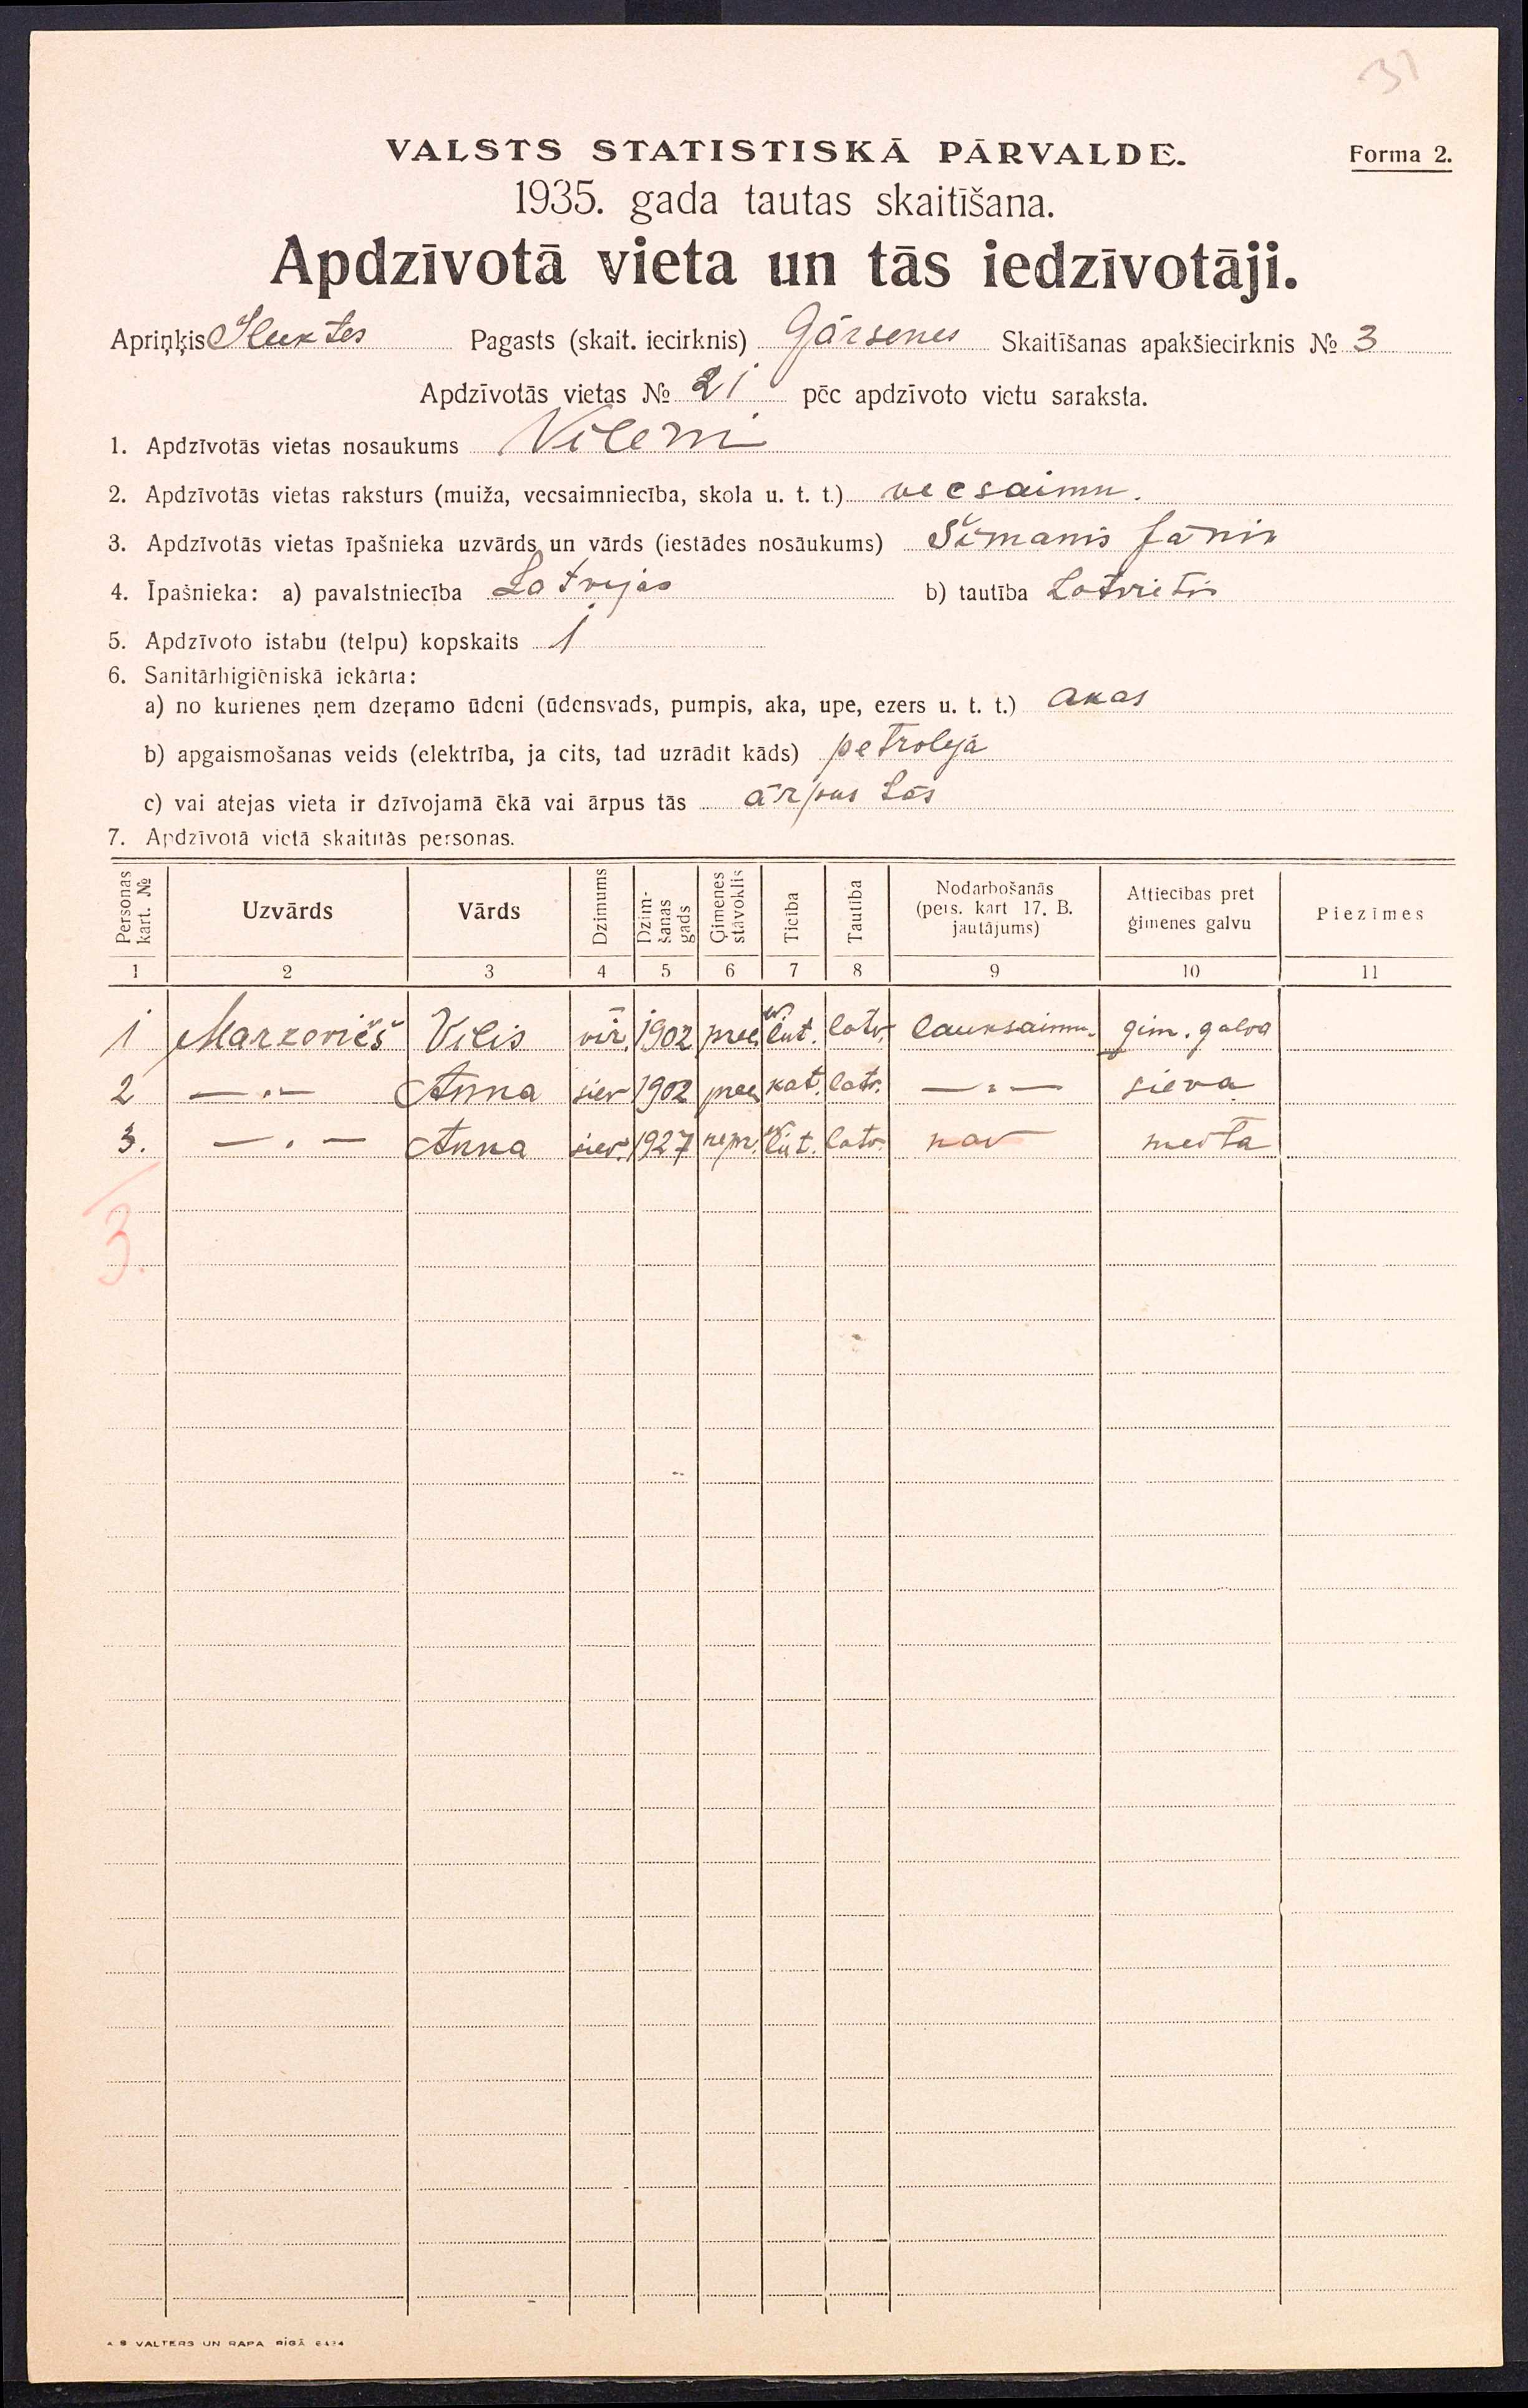 31
VALSTS STATISTISKĀ PĀRVALDE.
Forma 2.
1935. gada tautas skaitīšana.
Apdzīvotā vieta un tās iedzīvotāji.
Apriņķis Ilukstes Pagasts (skait. iecirknis) Gārsenes Skaitīšanas apakšiecirknis № 3
Apdzīvotās vietas № 21 pēc apdzīvoto vietu saraksta.
1. Apdzīvotās vietas nosaukums Vilemi
2. Apdzīvotās vietas raksturs (muiža, vecsaimniecība, skola u. t. t.) vecsaimn.
3. Apdzīvotās vietas īpašnieka uzvārds un vārds (iestādes nosaukums) Sīmanis Jānis
4. Īpašnieka: a) pavalstniecība Latvijas b) tautība Latvietis
5. Apdzīvoto istabu (telpu) kopskaits 1
6. Sanitārhigiēniskā iekārta:
a) no kurienes ņem dzeramo ūdeni (ūdensvads, pumpis, aka, upe, ezers u. t. t.) akas
b) apgaismošanas veids (elektrība, ja cits, tad uzrādīt kāds) petroleja
c) vai atejas vieta ir dzīvojamā ēkā vai ārpus tās ārpus tās
7. Apdzīvotā vietā skaitītās personas.
Personas kart. № Uzvārds Vārds Dzimums Dzimšanas gads Ģimenes stāvoklis Ticība Tautība Nodarbošanās (pers. kart 17. B. jautājums) Attiecības pret ģimenes galvu Piezīmes
1 2 3 4 5 6 7 8 9 10 11
1 Markovičs Vilis vīr. 1902 prec. ev. lut. latv. lauksaimn. ģim. galva
2 —„— Anna siev 1902 prec kat. latv. —„— sieva
3. —„— Anna siev. 1927 nepr. ev. lut. latv. nav meita
3.
A/S VALTERS UN RAPA RĪGĀ